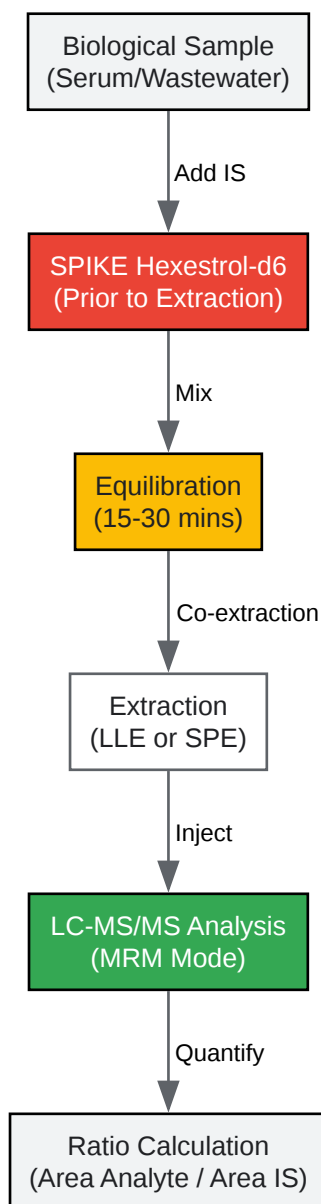 Biological Sample
(Serum/Wastewater)
Add IS
SPIKE Hexestrol-d6
(Prior to Extraction)
Mix
Equilibration
(15-30 mins)
Co-extraction
Extraction
(LLE or SPE)
Inject
LC-MS/MS Analysis
(MRM Mode)
Quantify
Ratio Calculation
(Area Analyte / Area IS)